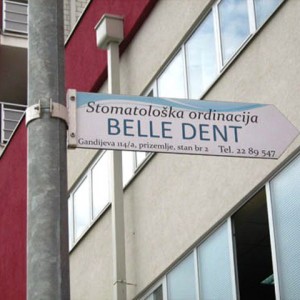 Stomatološka ordinacija
BELLE DENT
Gandijeva 114/a, prizemlje, stan br 2 Tel. 22 89 547